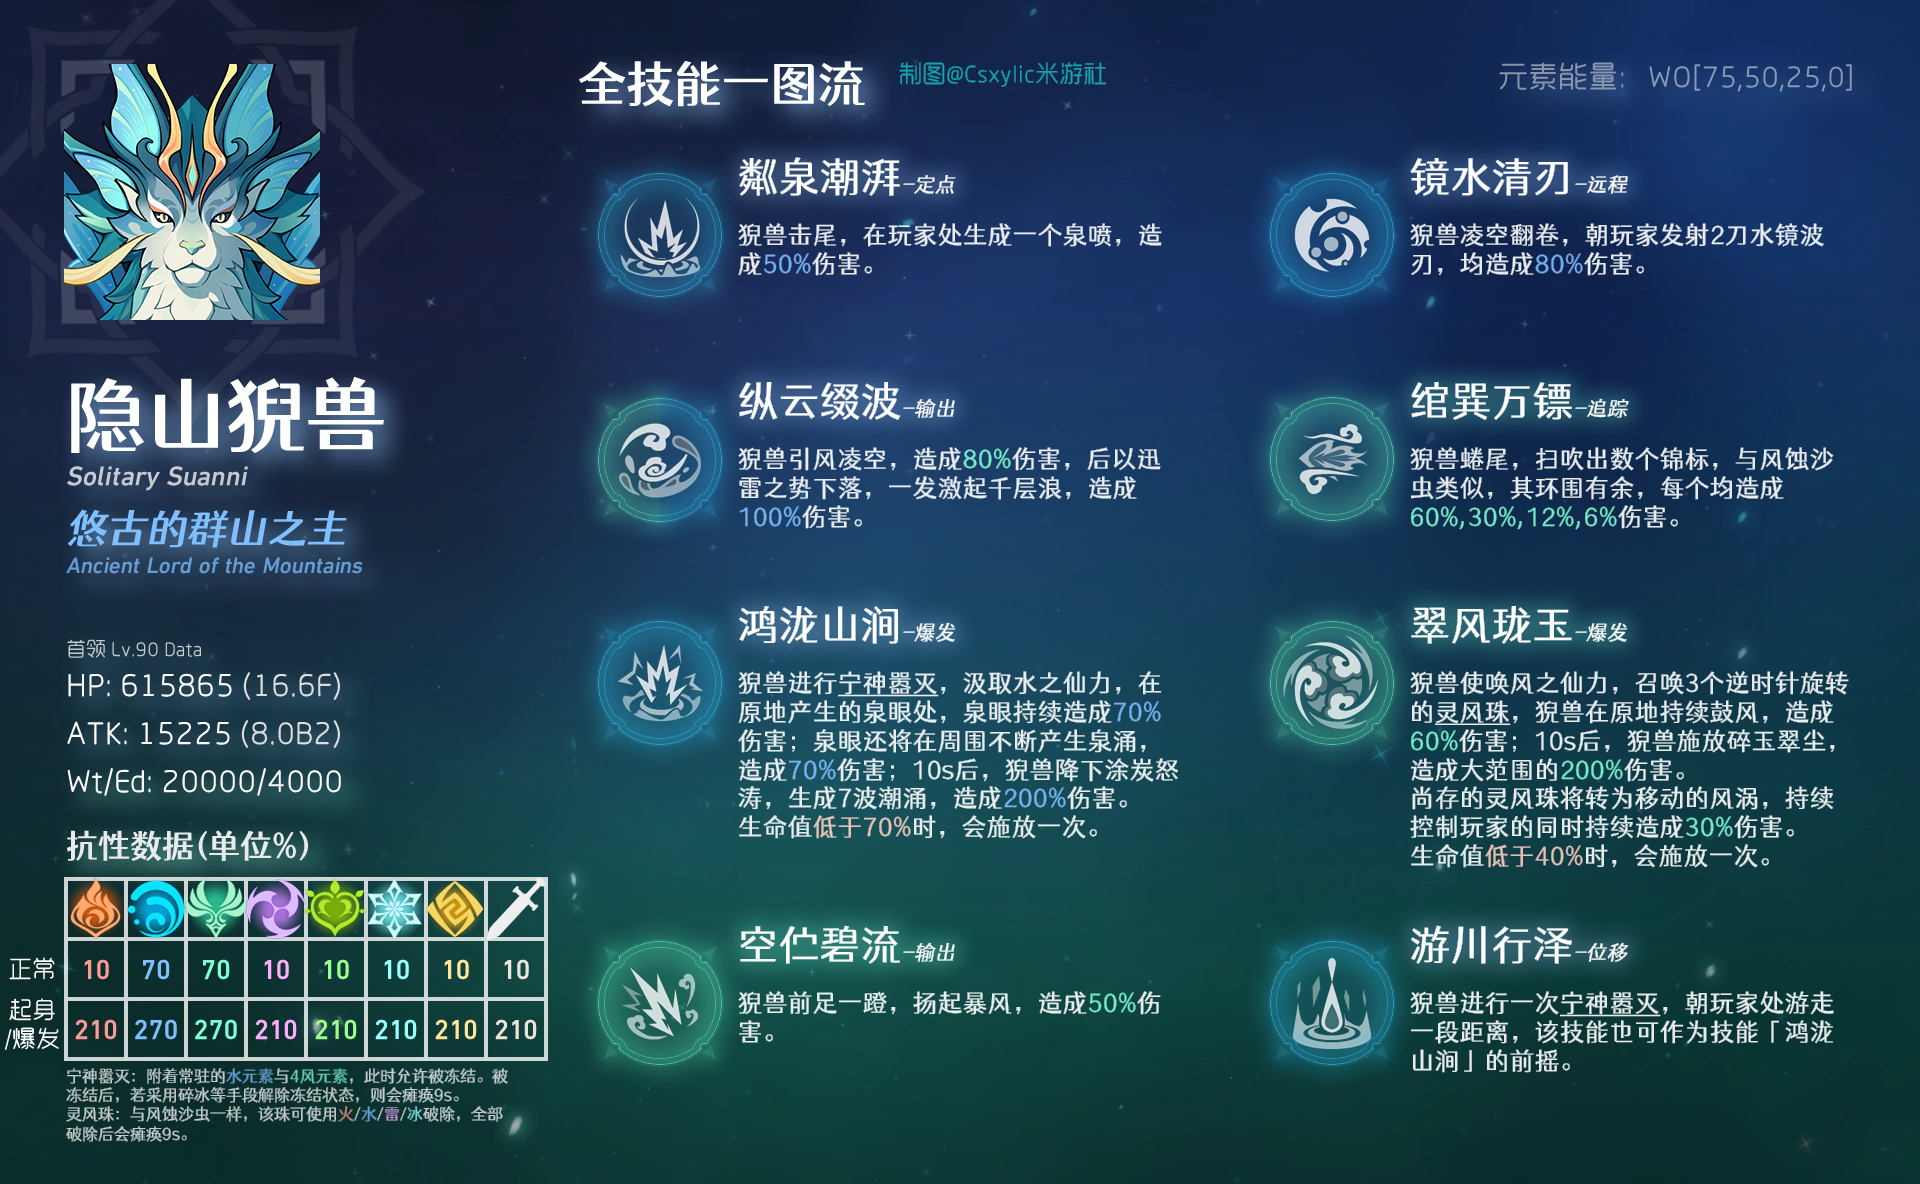 全技能一图流
制图@Csxylic米游社
元素能量： W0[75,50,25,0]
隐山猊兽
Solitary Suanni
悠古的群山之主
Ancient Lord of the Mountains
首领 Lv.90 Data
HP: 615865 (16.6F)
ATK: 15225 (8.0B2)
Wt/Ed: 20000/4000
抗性数据(单位%)
正常 10 70 70 10 10 10 10 10
起身
/爆发 210 270 270 210 210 210 210 210
宁神嚣灭：附着常驻的水元素与4风元素，此时允许被冻结。被
冻结后，若采用碎冰等手段解除冻结状态，则会瘫痪9s。
灵风珠：与风蚀沙虫一样，该珠可使用火/水/雷/冰破除，全部
破除后会瘫痪9s。
粼泉潮湃-定点
猊兽击尾，在玩家处生成一个泉喷，造
成50%伤害。
镜水清刃-远程
猊兽凌空翻卷，朝玩家发射2刀水镜波
刃，均造成80%伤害。
纵云缀波-输出
猊兽引风凌空，造成80%伤害，后以迅
雷之势下落，一发激起千层浪，造成
100%伤害。
绾巽万镖-追踪
猊兽蜷尾，扫吹出数个锦标，与风蚀沙
虫类似，其环围有余，每个均造成
60%,30%,12%,6%伤害。
鸿泷山涧-爆发
猊兽进行宁神嚣灭，汲取水之仙力，在
原地产生的泉眼处，泉眼持续造成70%
伤害；泉眼还将在周围不断产生泉涌，
造成70%伤害；10s后，猊兽降下涂炭怒
涛，生成7波潮涌，造成200%伤害。
生命值低于70%时，会施放一次。
翠风珑玉-爆发
猊兽使唤风之仙力，召唤3个逆时针旋转
的灵风珠，猊兽在原地持续鼓风，造成
60%伤害；10s后，猊兽施放碎玉翠尘，
造成大范围的200%伤害。
尚存的灵风珠将转为移动的风涡，持续
控制玩家的同时持续造成30%伤害。
生命值低于40%时，会施放一次。
空伫碧流-输出
猊兽前足一蹬，扬起暴风，造成50%伤
害。
游川行泽-位移
猊兽进行一次宁神嚣灭，朝玩家处游走
一段距离，该技能也可作为技能「鸿泷
山涧」的前摇。